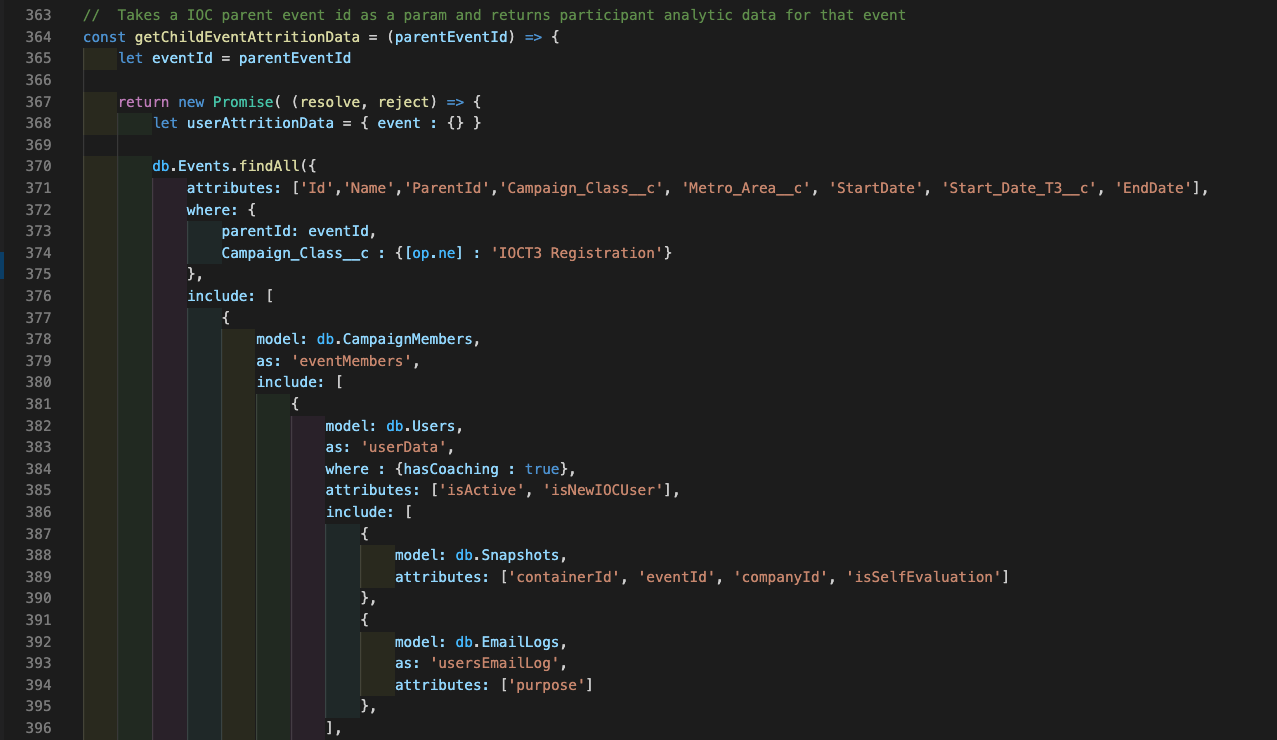 363 //  Takes a IOC parent event id as a param and returns participant analytic data for that event
364 const getChildEventAttritionData = (parentEventId) => {
365     let eventId = parentEventId
366
367     return new Promise( (resolve, reject) => {
368         let userAttritionData = { event : {} }
369
370         db.Events.findAll({
371             attributes: ['Id','Name','ParentId','Campaign_Class__c', 'Metro_Area__c', 'StartDate', 'Start_Date_T3__c', 'EndDate'],
372             where: {
373                 parentId: eventId,
374                 Campaign_Class__c : {[op.ne] : 'IOCT3 Registration'}
375             },
376             include: [
377                 {
378                     model: db.CampaignMembers,
379                     as: 'eventMembers',
380                     include: [
381                         {
382                             model: db.Users,
383                             as: 'userData',
384                             where : {hasCoaching : true},
385                             attributes: ['isActive', 'isNewIOCUser'],
386                             include: [
387                                 {
388                                     model: db.Snapshots,
389                                     attributes: ['containerId', 'eventId', 'companyId', 'isSelfEvaluation']
390                                 },
391                                 {
392                                     model: db.EmailLogs,
393                                     as: 'usersEmailLog',
394                                     attributes: ['purpose']
395                                 },
396                             ],